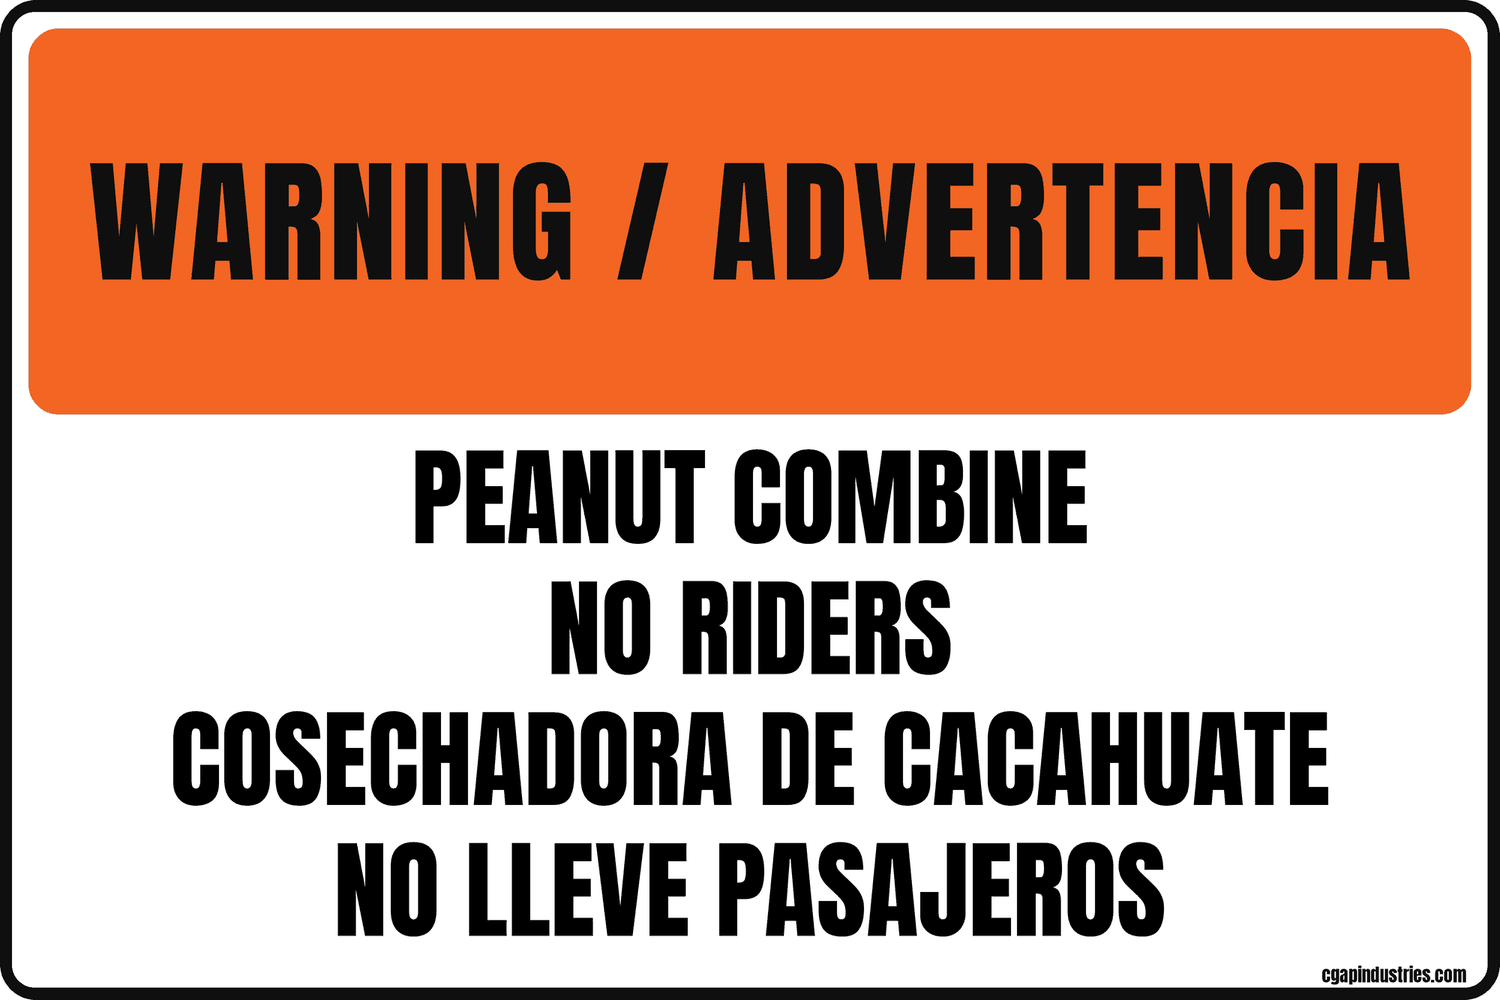 WARNING / ADVERTENCIA
PEANUT COMBINE
NO RIDERS
COSECHADORA DE CACAHUATE
NO LLEVE PASAJEROS
cgapindustries.com